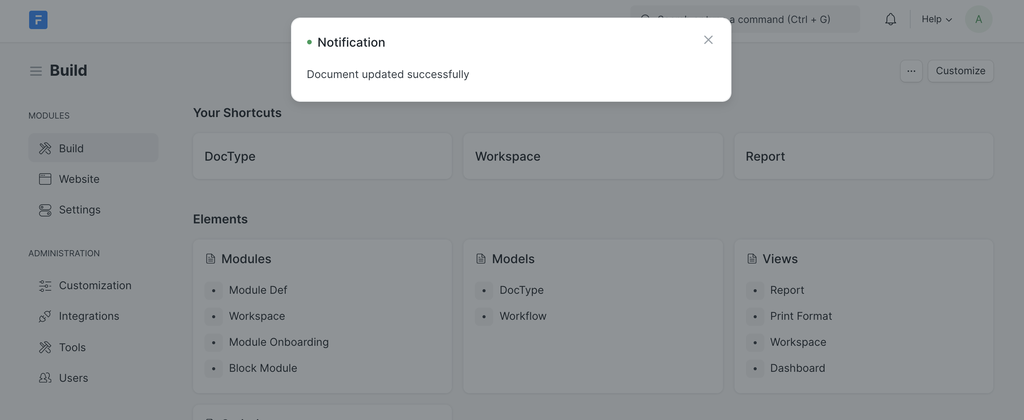 a command (Ctrl + G)
Help
A
Notification
Document updated successfully
Build
Customize
MODULES
Build
Website
Settings
ADMINISTRATION
Customization
Integrations
Tools
Users
Your Shortcuts
DocType
Workspace
Report
Elements
Modules
Module Def
Workspace
Module Onboarding
Block Module
Models
DocType
Workflow
Views
Report
Print Format
Workspace
Dashboard